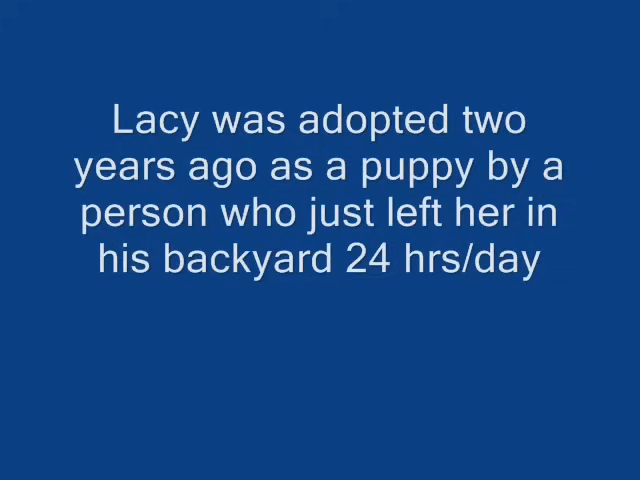 Lacy was adopted two
years ago as a puppy by a
person who just left her in
his backyard 24 hrs/day